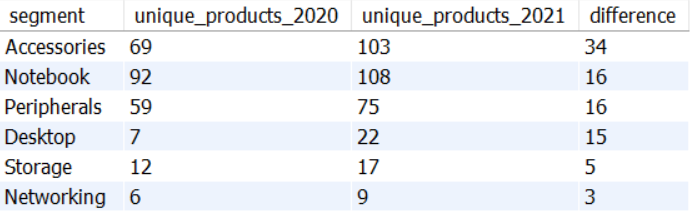 segment unique_products_2020 unique_products_2021 difference
Accessories 69 103 34
Notebook 92 108 16
Peripherals 59 75 16
Desktop 7 22 15
Storage 12 17 5
Networking 6 9 3